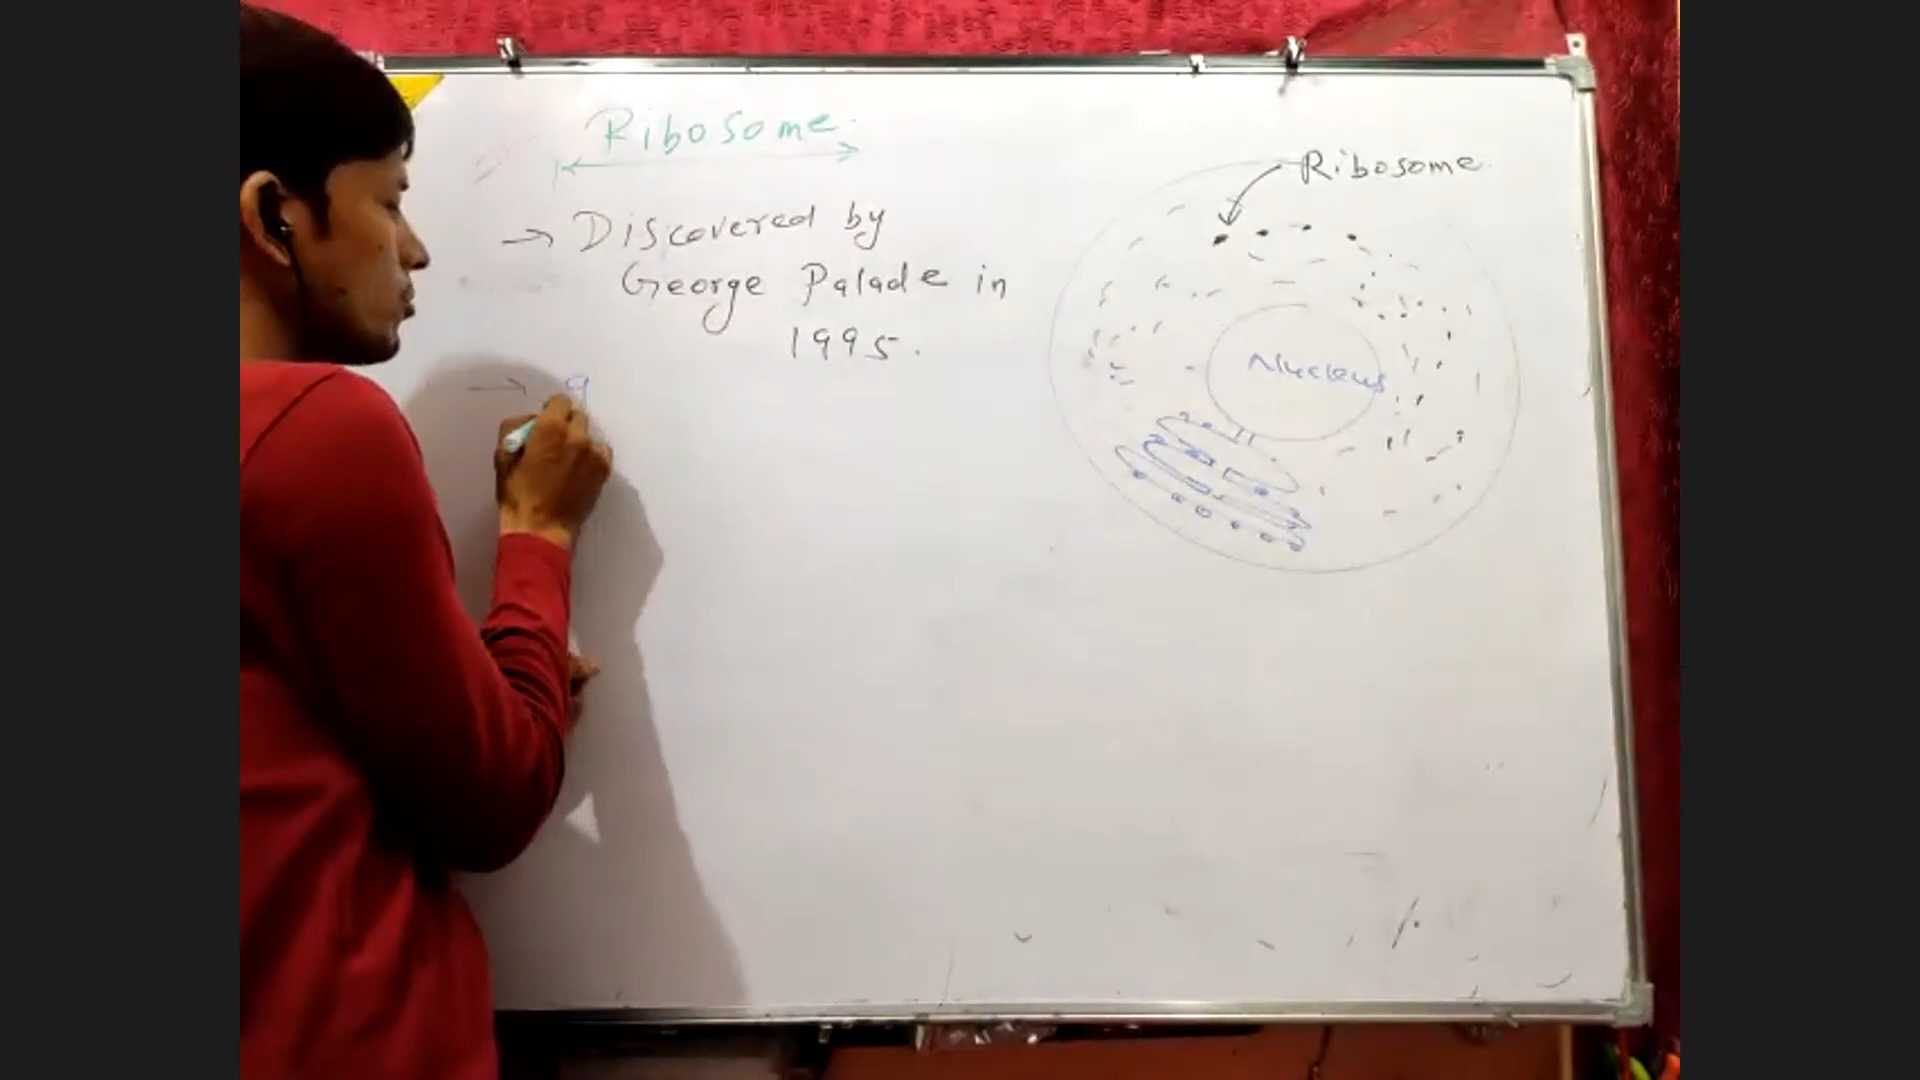 Ribosome
→ Discovered by
George Palade in
1995.
→
Ribosome
Nucleus